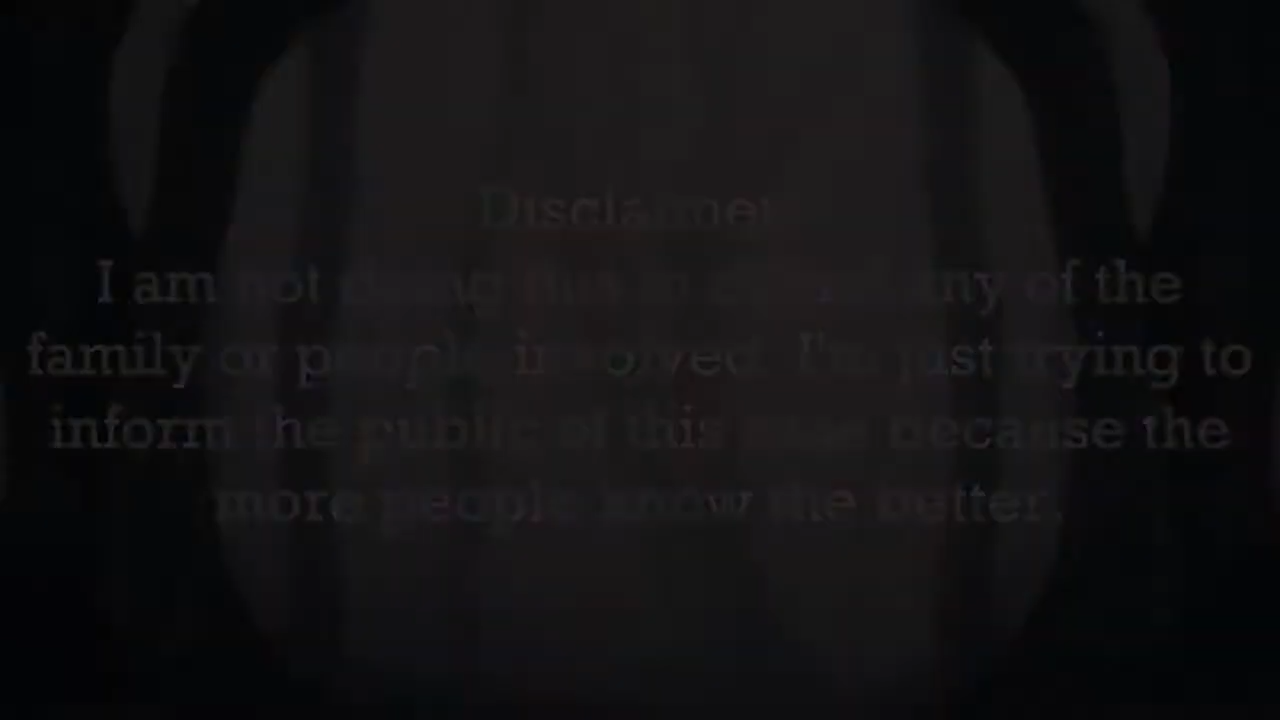 Disclaimer
I am not doing this to offend any of the
family or people involved. I'm just trying to
inform the public of this case because the
more people know the better.